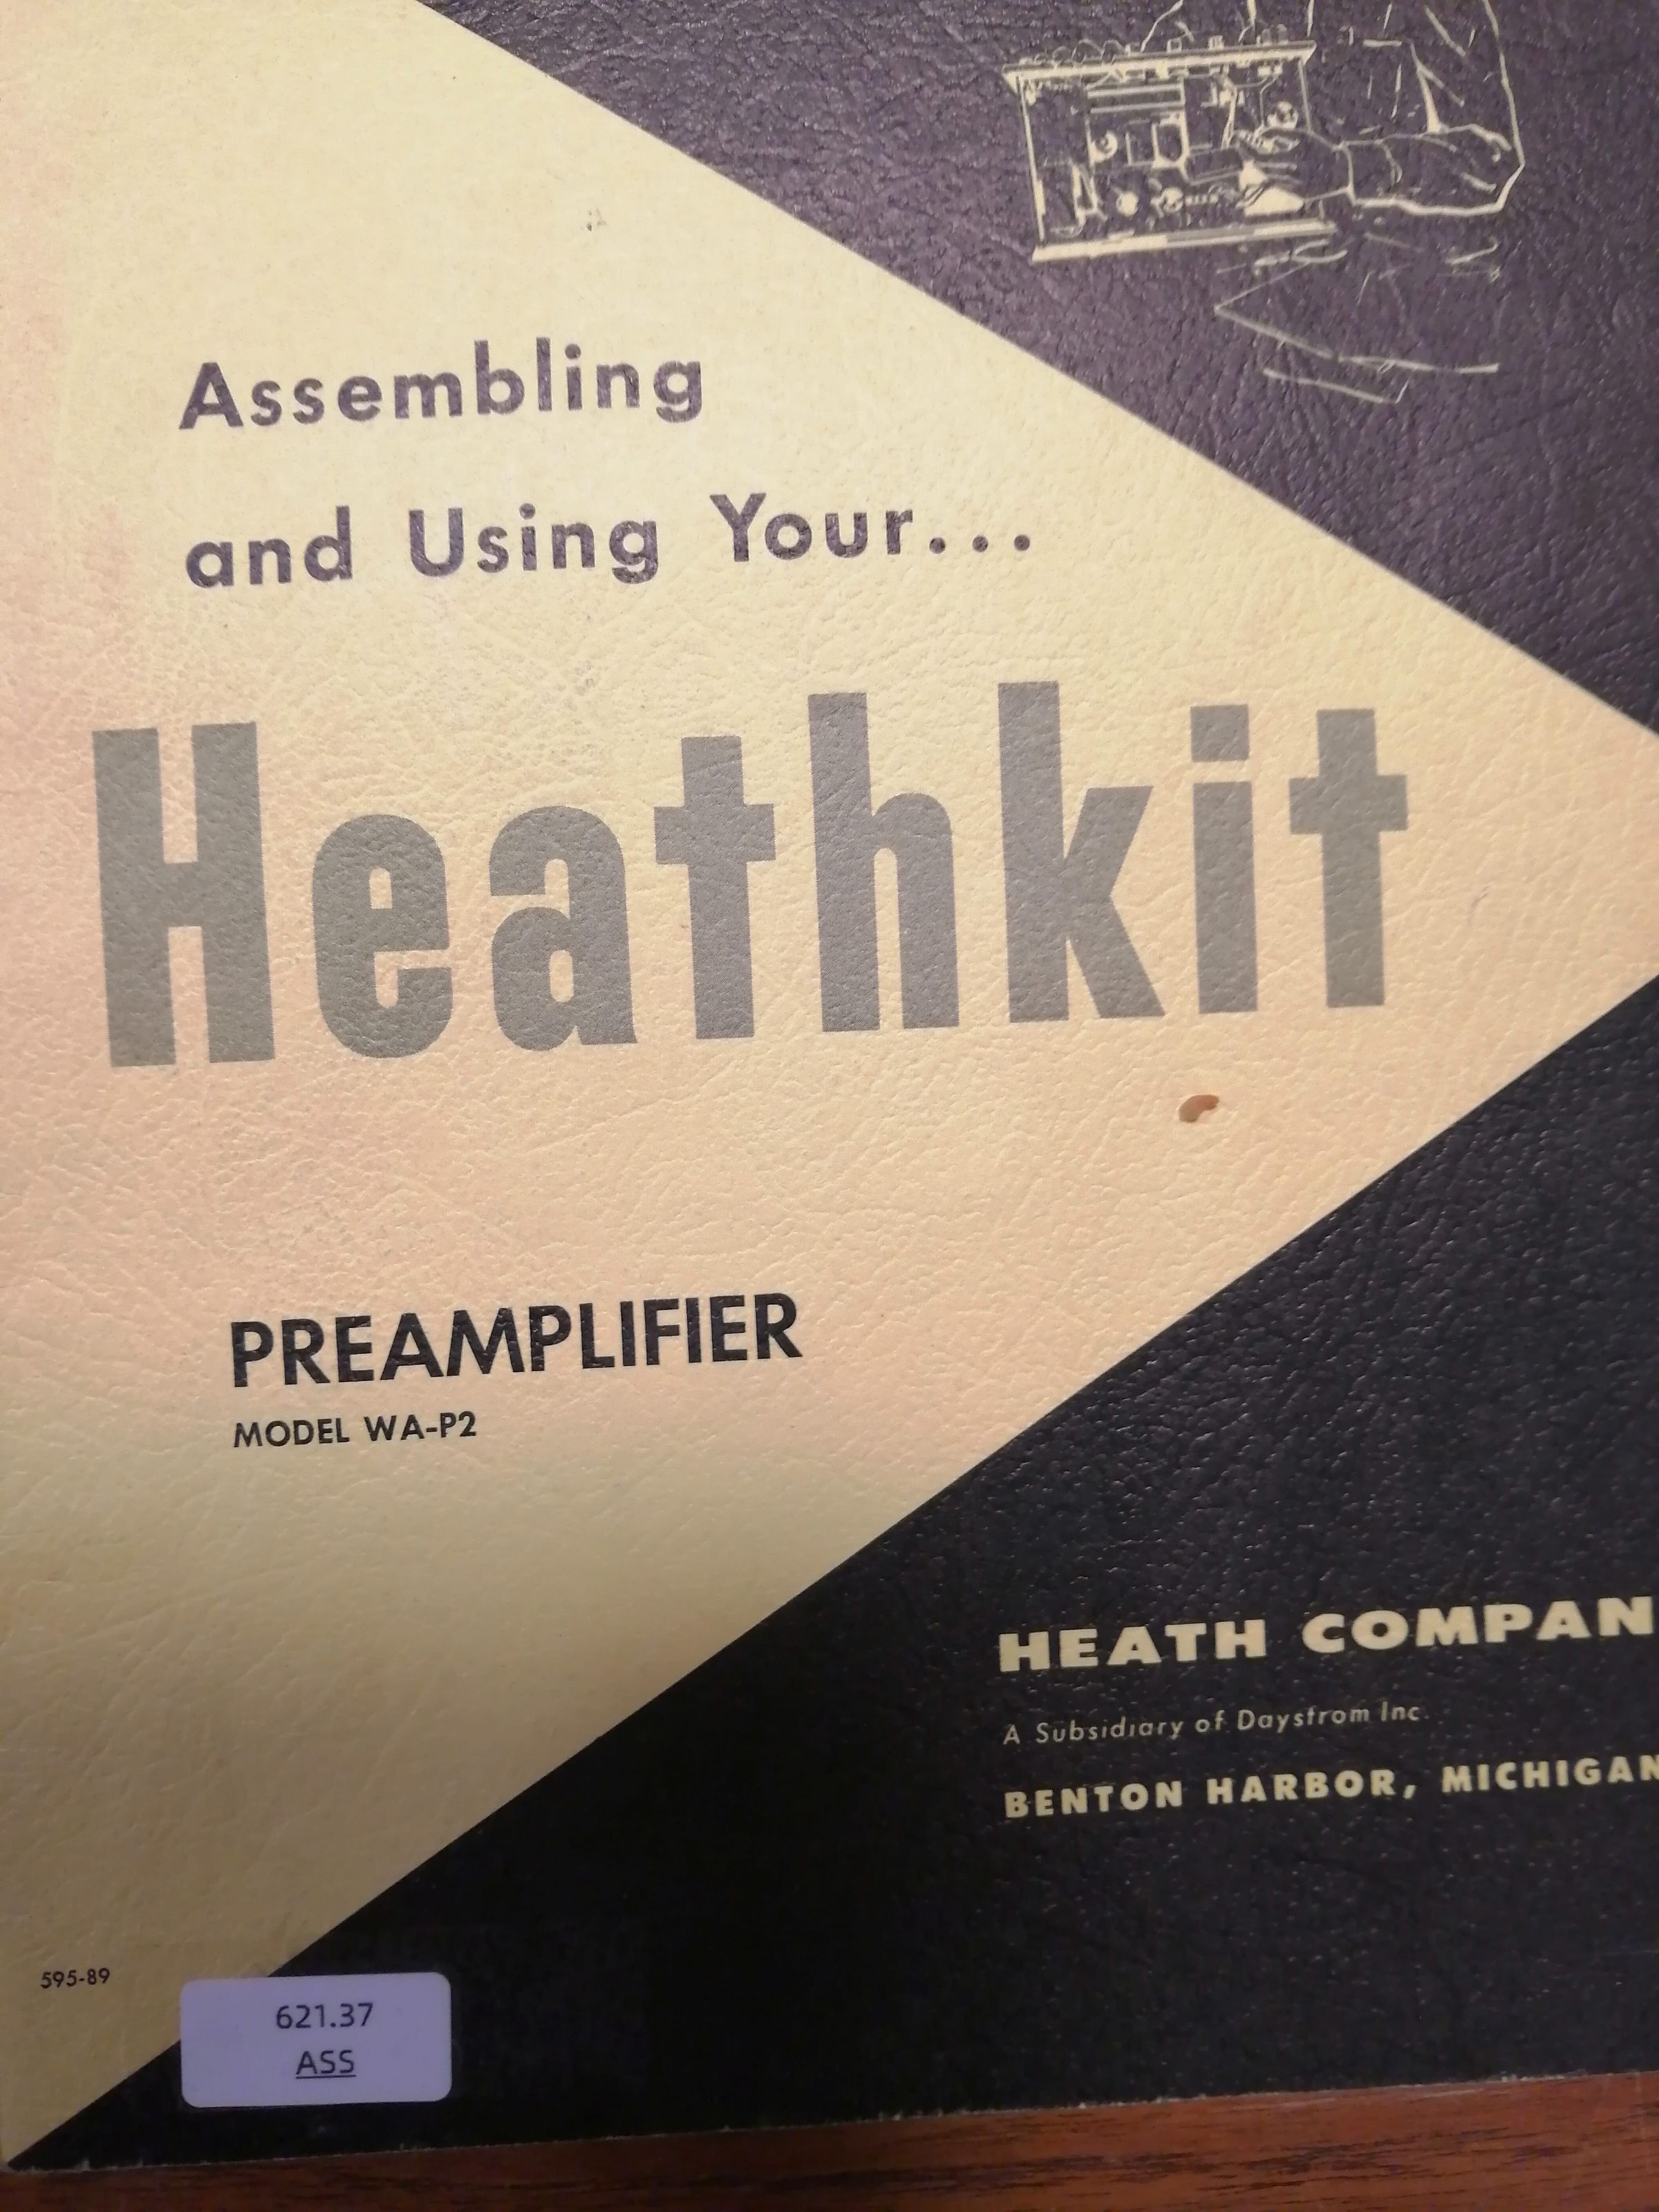 Assembling
and Using Your...
Heathkit
PREAMPLIFIER
MODEL WA-P2
HEATH COMPAN
A Subsidiary of Daystrom Inc.
BENTON HARBOR, MICHIGAN
595-89
621.37
ASS